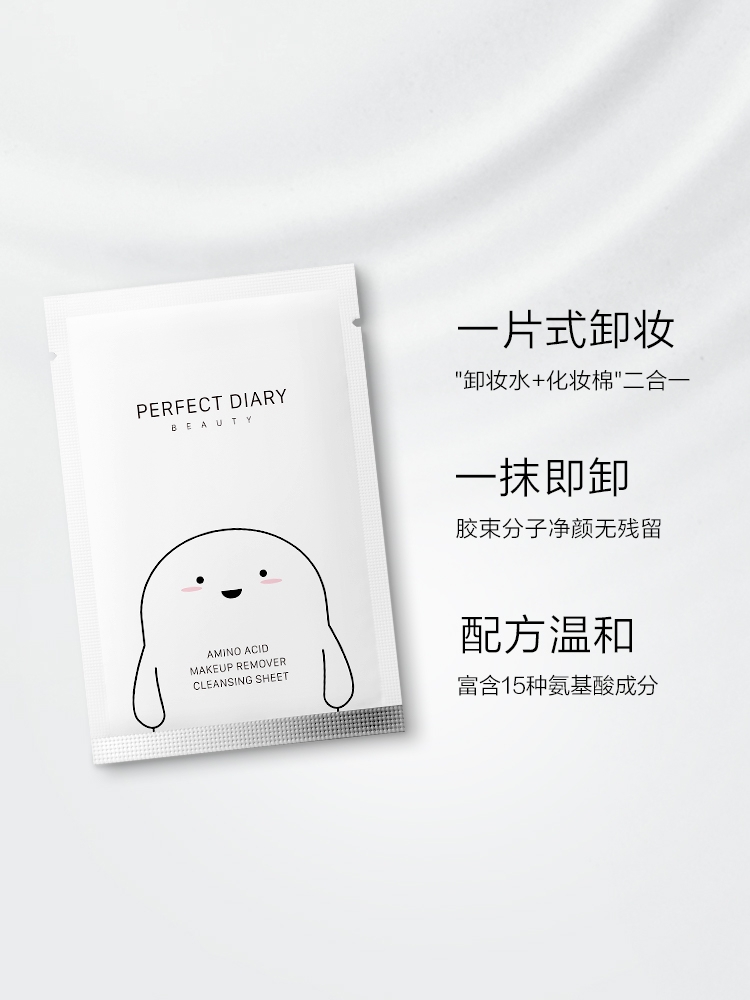 PERFECT DIARY
BEAUTY
AMINO ACID
MAKEUP REMOVER
CLEANSING SHEET
一片式卸妆
"卸妆水+化妆棉"二合一
一抹即卸
胶束分子净颜无残留
配方温和
富含15种氨基酸成分